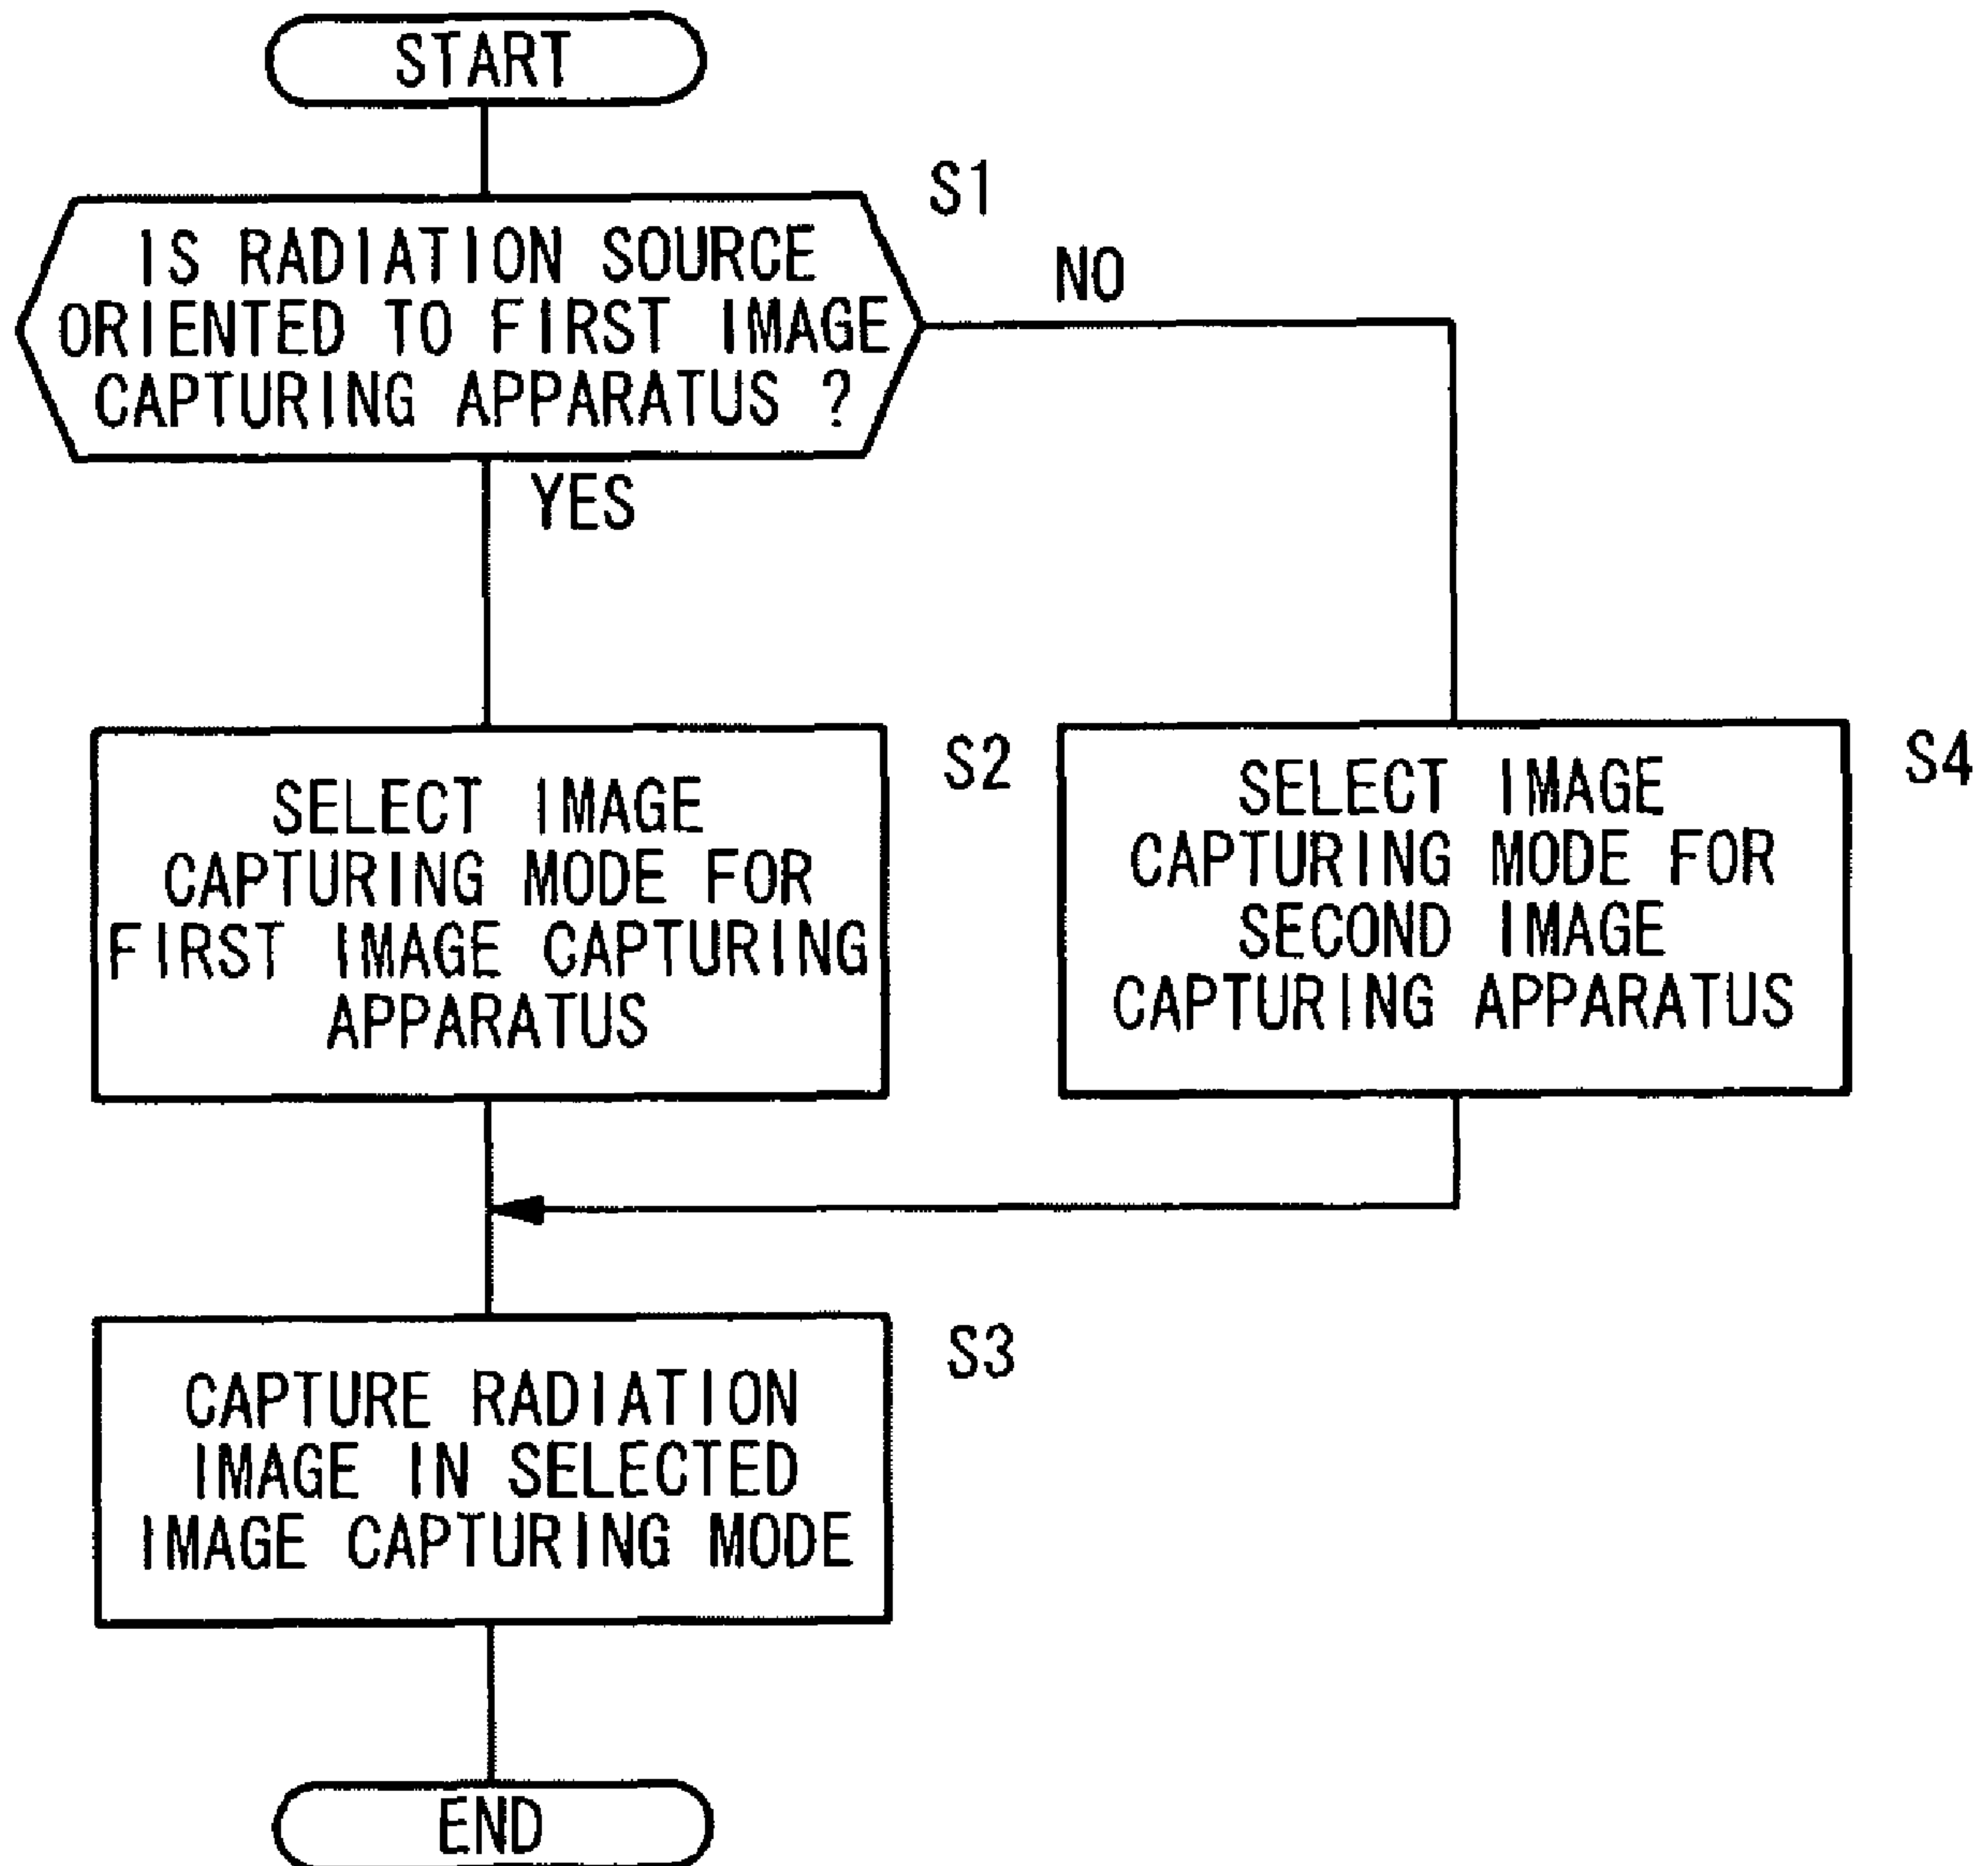 START
S1
IS RADIATION SOURCE
ORIENTED TO FIRST IMAGE
CAPTURING APPARATUS ?
NO
YES
S2
SELECT IMAGE
CAPTURING MODE FOR
FIRST IMAGE CAPTURING
APPARATUS
S4
SELECT IMAGE
CAPTURING MODE FOR
SECOND IMAGE
CAPTURING APPARATUS
S3
CAPTURE RADIATION
IMAGE IN SELECTED
IMAGE CAPTURING MODE
END